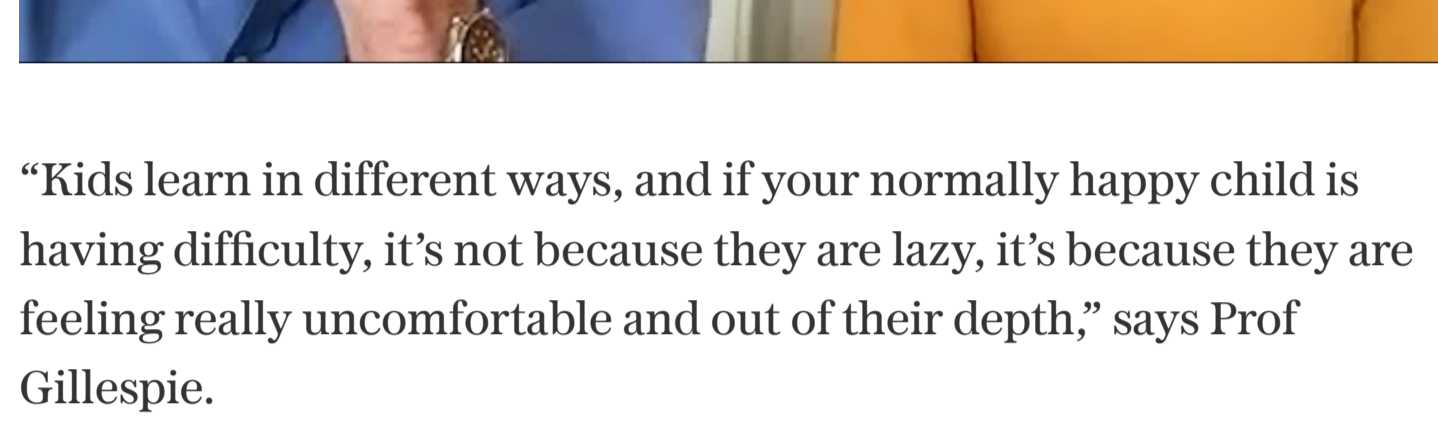 “Kids learn in different ways, and if your normally happy child is
having difficulty, it’s not because they are lazy, it’s because they are
feeling really uncomfortable and out of their depth,” says Prof
Gillespie.